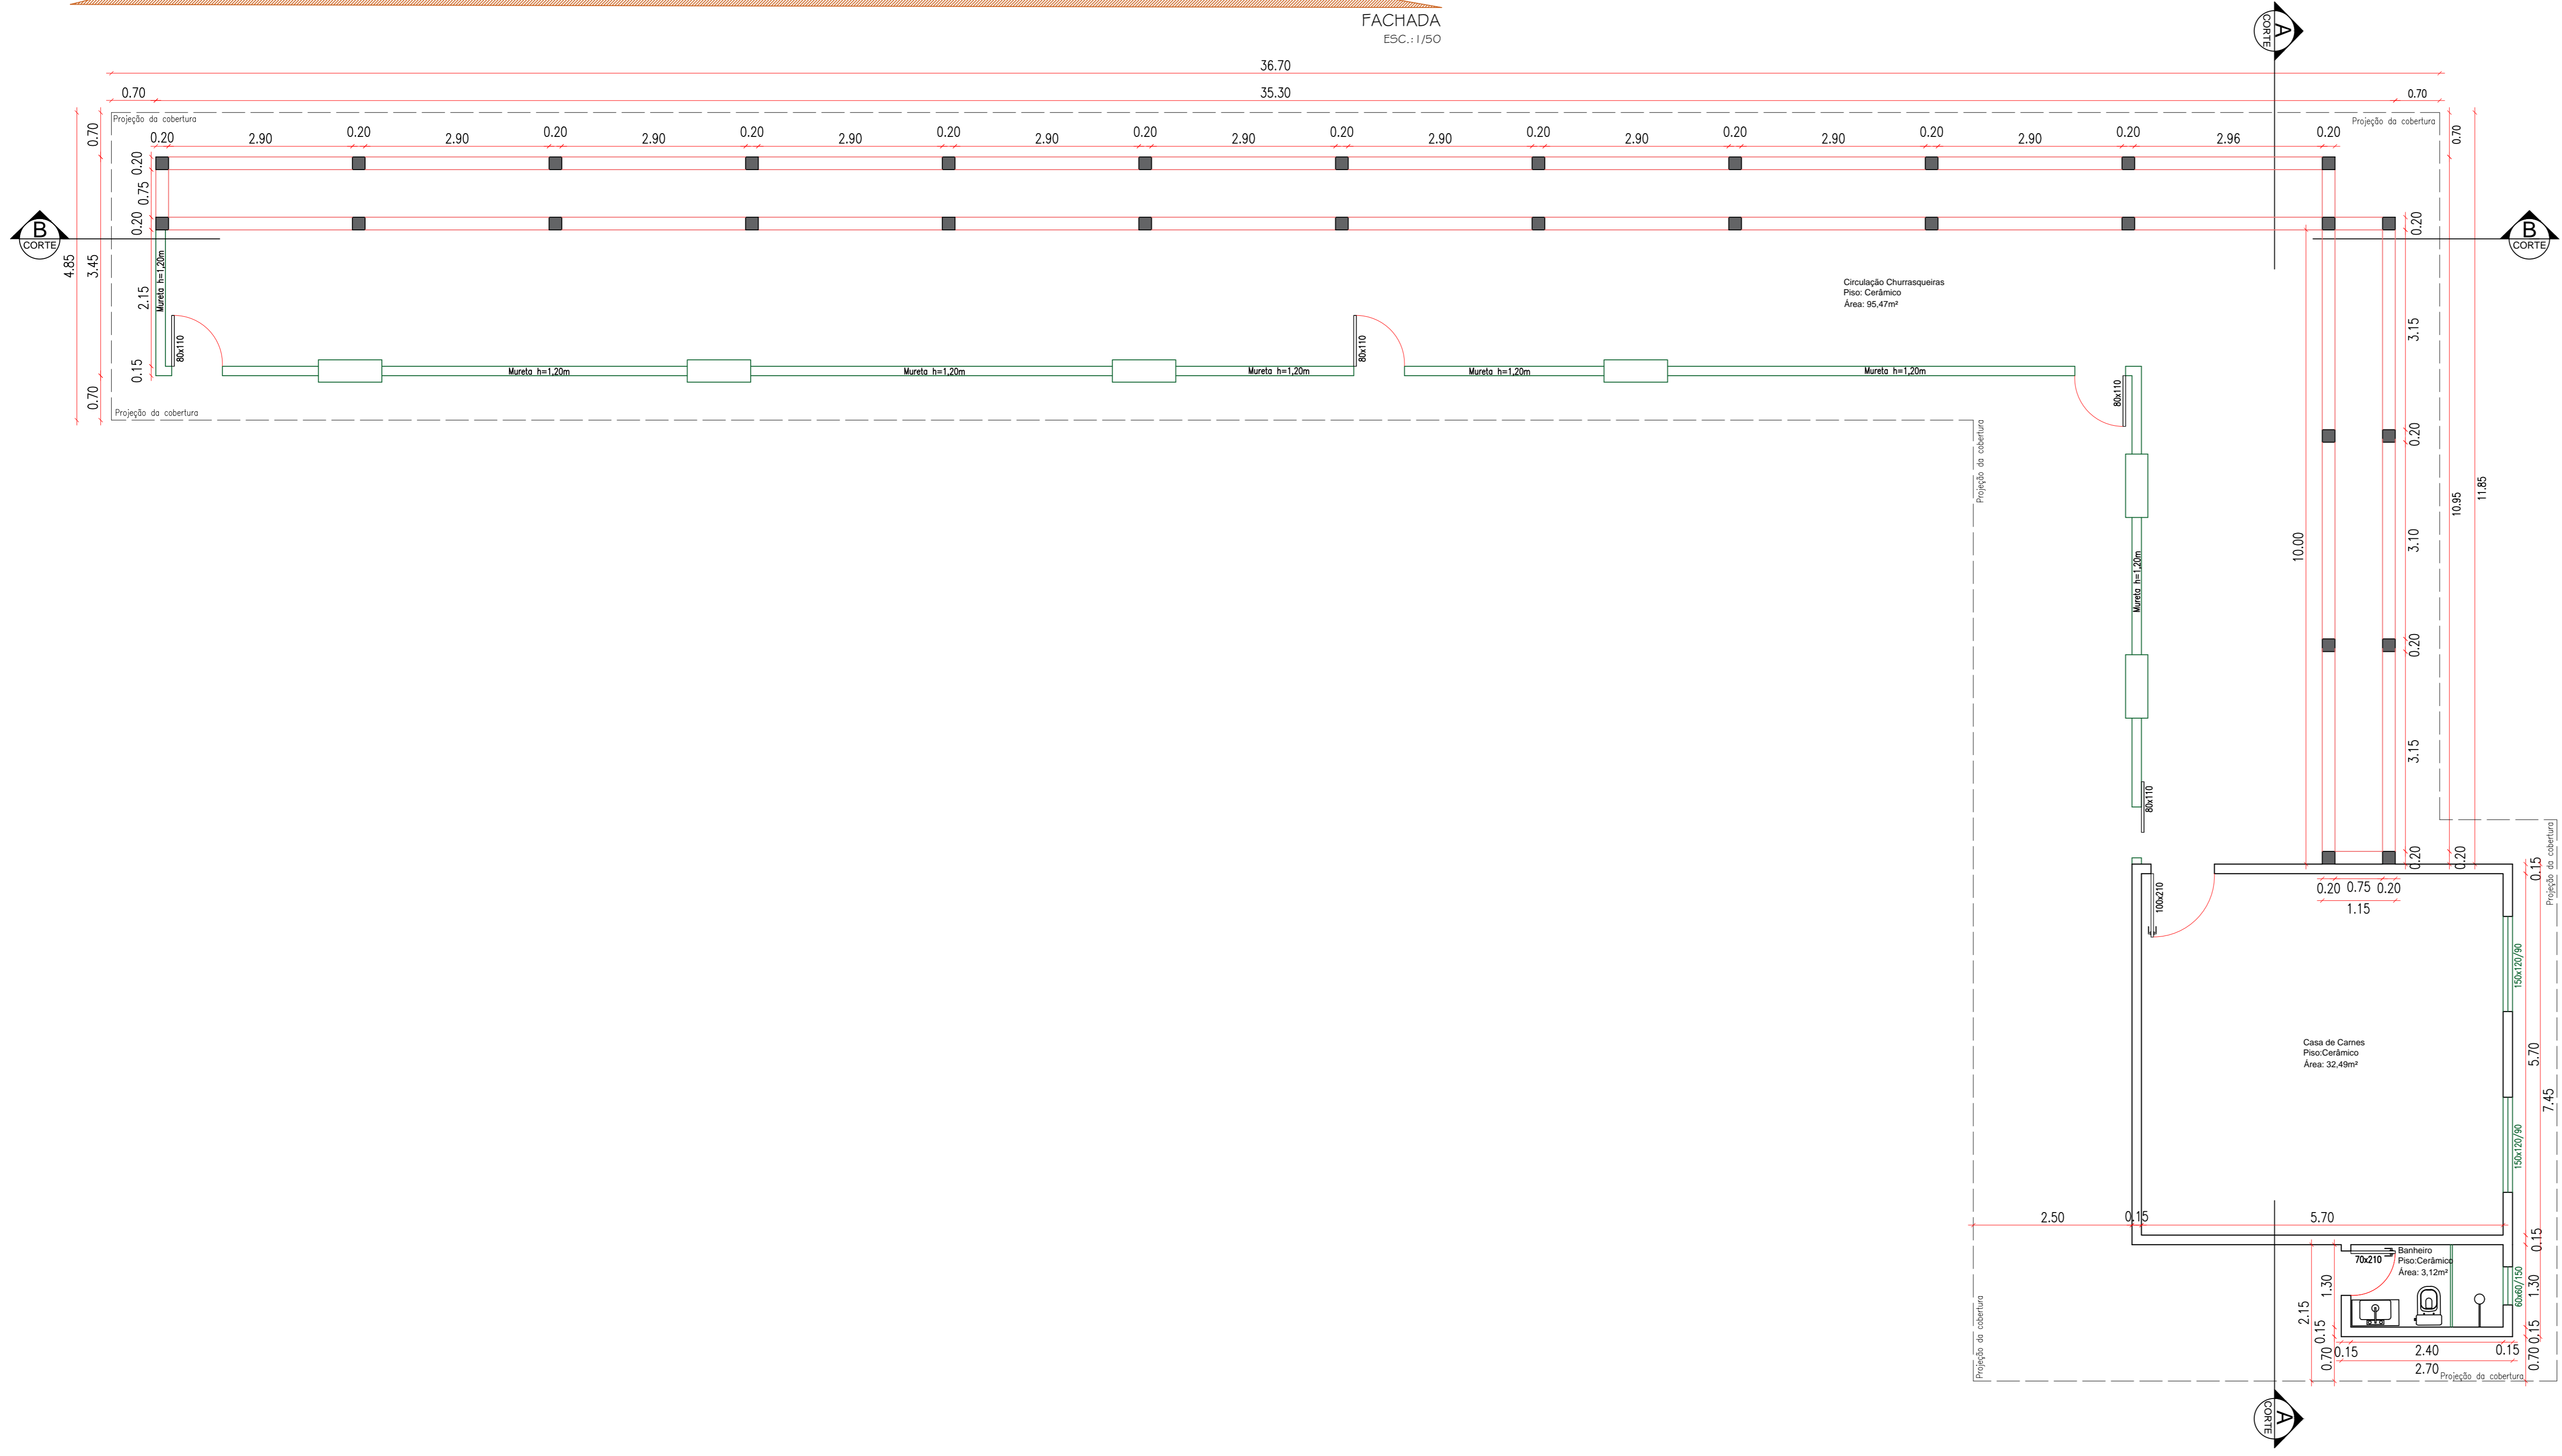 FACHADA
ESC.:1/50
A
CORTE
36.70
0.70
35.30
0.70
Projeção da cobertura
Projeção da cobertura
0.20
2.90
0.20
2.90
0.20
2.90
0.20
2.90
0.20
2.90
0.20
2.90
0.20
2.90
0.20
2.90
0.20
2.90
0.20
2.90
0.20
2.96
0.20
0.70
0.20
0.75
0.20
2.15
0.15
0.70
3.45
4.85
B
CORTE
B
CORTE
0.70
0.20
Mureta h=1,20m
80x110
Circulação Churrasqueiras
Piso: Cerâmico
Área: 95,47m²
80x110
Mureta h=1,20m
Mureta h=1,20m
Mureta h=1,20m
Mureta h=1,20m
Mureta h=1,20m
80x110
Projeção da cobertura
Projeção da cobertura
3.15
0.20
3.10
0.20
3.15
0.20
0.20
10.00
10.95
11.85
Mureta h=1,20m
80x110
Projeção da cobertura
0.15
0.20
0.75
0.20
1.15
100x210
150x120/90
Casa de Carnes
Piso:Cerâmico
Área: 32,49m²
5.70
7.45
150x120/90
2.50
0.15
5.70
0.15
Banheiro
Piso:Cerâmico
Área: 3,12m²
70x210
60x60/150
1.30
1.30
2.15
0.15
0.15
0.70
0.70
0.15
2.40
0.15
2.70
Projeção da cobertura
Projeção da cobertura
A
CORTE